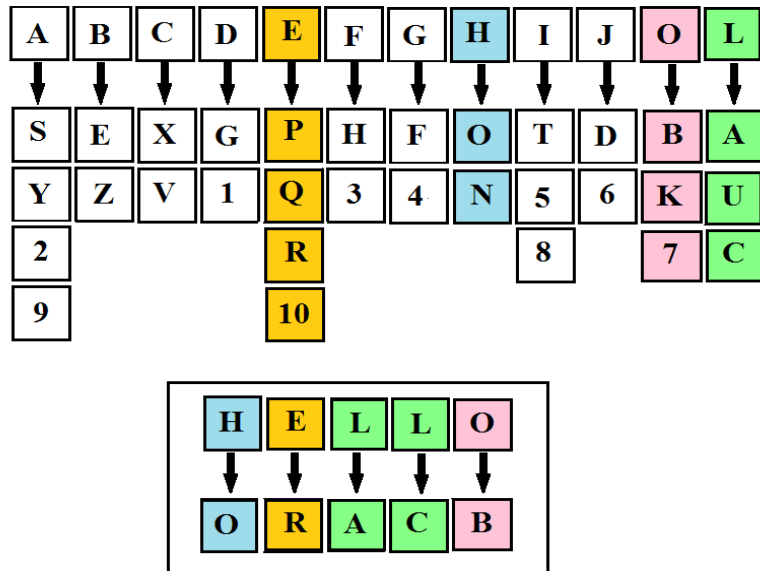 A B C D E F G H I J O L
S E X G P H F O T D B A
Y Z V 1 Q 3 4 N 5 6 K U
2 R 8 7 C
9 10
H E L L O
O R A C B